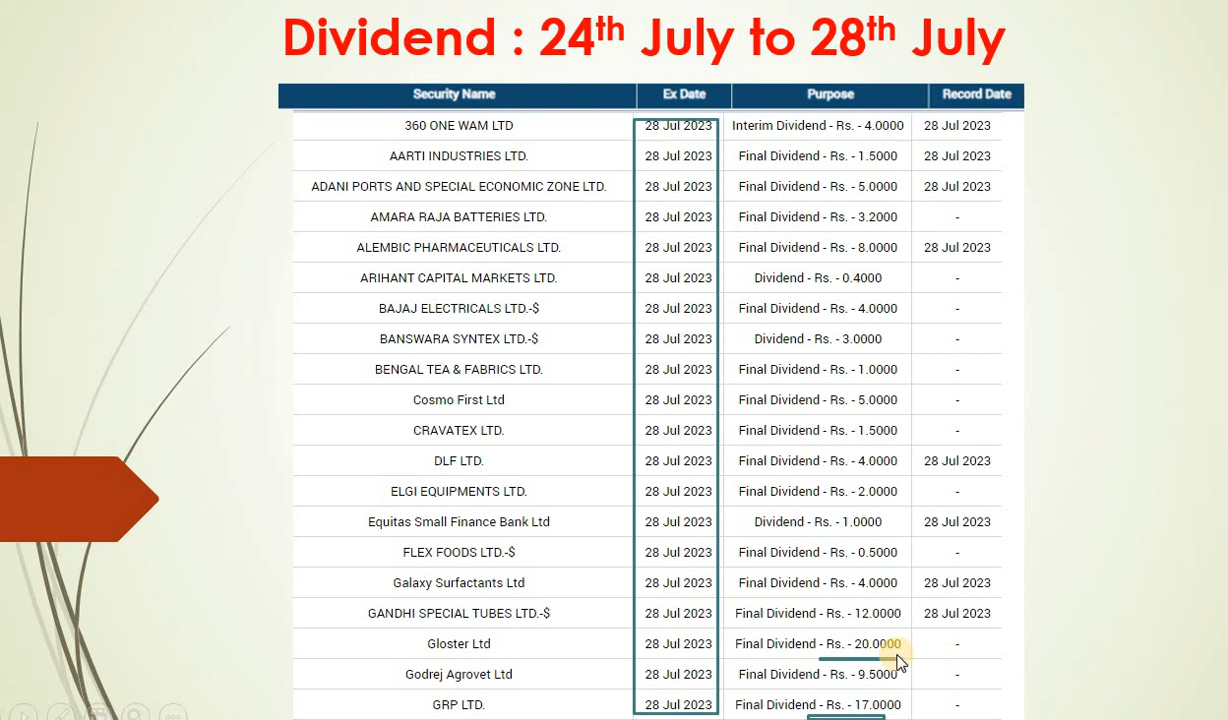 Dividend : 24th July to 28th July
Security Name Ex Date Purpose Record Date
360 ONE WAM LTD 28 Jul 2023 Interim Dividend - Rs. - 4.0000 28 Jul 2023
AARTI INDUSTRIES LTD. 28 Jul 2023 Final Dividend - Rs. - 1.5000 28 Jul 2023
ADANI PORTS AND SPECIAL ECONOMIC ZONE LTD. 28 Jul 2023 Final Dividend - Rs. - 5.0000 28 Jul 2023
AMARA RAJA BATTERIES LTD. 28 Jul 2023 Final Dividend - Rs. - 3.2000 -
ALEMBIC PHARMACEUTICALS LTD. 28 Jul 2023 Final Dividend - Rs. - 8.0000 28 Jul 2023
ARIHANT CAPITAL MARKETS LTD. 28 Jul 2023 Dividend - Rs. - 0.4000 -
BAJAJ ELECTRICALS LTD.-$ 28 Jul 2023 Final Dividend - Rs. - 4.0000 -
BANSWARA SYNTEX LTD.-$ 28 Jul 2023 Dividend - Rs. - 3.0000 -
BENGAL TEA & FABRICS LTD. 28 Jul 2023 Final Dividend - Rs. - 1.0000 -
Cosmo First Ltd 28 Jul 2023 Final Dividend - Rs. - 5.0000 -
CRAVATEX LTD. 28 Jul 2023 Final Dividend - Rs. - 1.5000 -
DLF LTD. 28 Jul 2023 Final Dividend - Rs. - 4.0000 28 Jul 2023
ELGI EQUIPMENTS LTD. 28 Jul 2023 Final Dividend - Rs. - 2.0000 -
Equitas Small Finance Bank Ltd 28 Jul 2023 Dividend - Rs. - 1.0000 28 Jul 2023
FLEX FOODS LTD.-$ 28 Jul 2023 Final Dividend - Rs. - 0.5000 -
Galaxy Surfactants Ltd 28 Jul 2023 Final Dividend - Rs. - 4.0000 28 Jul 2023
GANDHI SPECIAL TUBES LTD.-$ 28 Jul 2023 Final Dividend - Rs. - 12.0000 28 Jul 2023
Gloster Ltd 28 Jul 2023 Final Dividend - Rs. - 20.0000 -
Godrej Agrovet Ltd 28 Jul 2023 Final Dividend - Rs. - 9.5000 -
GRP LTD. 28 Jul 2023 Final Dividend - Rs. - 17.0000 -